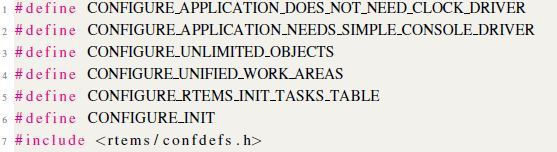 1 #define CONFIGURE_APPLICATION_DOES_NOT_NEED_CLOCK_DRIVER
2 #define CONFIGURE_APPLICATION_NEEDS_SIMPLE_CONSOLE_DRIVER
3 #define CONFIGURE_UNLIMITED_OBJECTS
4 #define CONFIGURE_UNIFIED_WORK_AREAS
5 #define CONFIGURE_RTEMS_INIT_TASKS_TABLE
6 #define CONFIGURE_INIT
7 #include <rtems/confdefs.h>